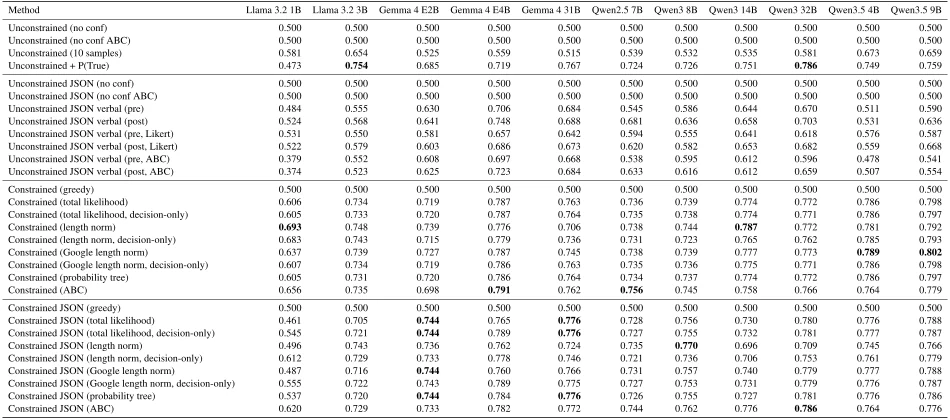 Method Llama 3.2 1B Llama 3.2 3B Gemma 4 E2B Gemma 4 E4B Gemma 4 31B Qwen2.5 7B Qwen3 8B Qwen3 14B Qwen3 32B Qwen3.5 4B Qwen3.5 9B
Unconstrained (no conf) 0.500 0.500 0.500 0.500 0.500 0.500 0.500 0.500 0.500 0.500 0.500
Unconstrained (no conf ABC) 0.500 0.500 0.500 0.500 0.500 0.500 0.500 0.500 0.500 0.500 0.500
Unconstrained (10 samples) 0.581 0.654 0.525 0.559 0.515 0.539 0.532 0.535 0.581 0.673 0.659
Unconstrained + P(True) 0.473 0.754 0.685 0.719 0.767 0.724 0.726 0.751 0.786 0.749 0.759
Unconstrained JSON (no conf) 0.500 0.500 0.500 0.500 0.500 0.500 0.500 0.500 0.500 0.500 0.500
Unconstrained JSON (no conf ABC) 0.500 0.500 0.500 0.500 0.500 0.500 0.500 0.500 0.500 0.500 0.500
Unconstrained JSON verbal (pre) 0.484 0.555 0.630 0.706 0.684 0.545 0.586 0.644 0.670 0.511 0.590
Unconstrained JSON verbal (post) 0.524 0.568 0.641 0.748 0.688 0.681 0.636 0.658 0.703 0.531 0.636
Unconstrained JSON verbal (pre, Likert) 0.531 0.550 0.581 0.657 0.642 0.594 0.555 0.641 0.618 0.576 0.587
Unconstrained JSON verbal (post, Likert) 0.522 0.579 0.603 0.686 0.673 0.620 0.582 0.653 0.682 0.559 0.668
Unconstrained JSON verbal (pre, ABC) 0.379 0.552 0.608 0.697 0.668 0.538 0.595 0.612 0.596 0.478 0.541
Unconstrained JSON verbal (post, ABC) 0.374 0.523 0.625 0.723 0.684 0.633 0.616 0.612 0.659 0.507 0.554
Constrained (greedy) 0.500 0.500 0.500 0.500 0.500 0.500 0.500 0.500 0.500 0.500 0.500
Constrained (total likelihood) 0.606 0.734 0.719 0.787 0.763 0.736 0.739 0.774 0.772 0.786 0.798
Constrained (total likelihood, decision-only) 0.605 0.733 0.720 0.787 0.764 0.735 0.738 0.774 0.771 0.786 0.797
Constrained (length norm) 0.693 0.748 0.739 0.776 0.706 0.738 0.744 0.787 0.772 0.781 0.792
Constrained (length norm, decision-only) 0.683 0.743 0.715 0.779 0.736 0.731 0.723 0.765 0.762 0.785 0.793
Constrained (Google length norm) 0.637 0.739 0.727 0.787 0.745 0.738 0.739 0.777 0.773 0.789 0.802
Constrained (Google length norm, decision-only) 0.607 0.734 0.719 0.786 0.763 0.735 0.736 0.775 0.771 0.786 0.798
Constrained (probability tree) 0.605 0.731 0.720 0.786 0.764 0.734 0.737 0.774 0.772 0.786 0.797
Constrained (ABC) 0.656 0.735 0.698 0.791 0.762 0.756 0.745 0.758 0.766 0.764 0.779
Constrained JSON (greedy) 0.500 0.500 0.500 0.500 0.500 0.500 0.500 0.500 0.500 0.500 0.500
Constrained JSON (total likelihood) 0.461 0.705 0.744 0.765 0.776 0.728 0.756 0.730 0.780 0.776 0.788
Constrained JSON (total likelihood, decision-only) 0.545 0.721 0.744 0.789 0.776 0.728 0.755 0.732 0.781 0.777 0.787
Constrained JSON (length norm) 0.496 0.743 0.736 0.762 0.724 0.735 0.770 0.696 0.709 0.745 0.766
Constrained JSON (length norm, decision-only) 0.612 0.729 0.733 0.778 0.746 0.721 0.736 0.706 0.753 0.761 0.779
Constrained JSON (Google length norm) 0.487 0.716 0.744 0.760 0.766 0.731 0.757 0.740 0.779 0.777 0.788
Constrained JSON (Google length norm, decision-only) 0.555 0.722 0.743 0.789 0.775 0.727 0.753 0.731 0.779 0.776 0.787
Constrained JSON (probability tree) 0.537 0.720 0.744 0.784 0.776 0.726 0.755 0.727 0.781 0.776 0.786
Constrained JSON (ABC) 0.620 0.729 0.733 0.782 0.772 0.744 0.762 0.776 0.786 0.764 0.776